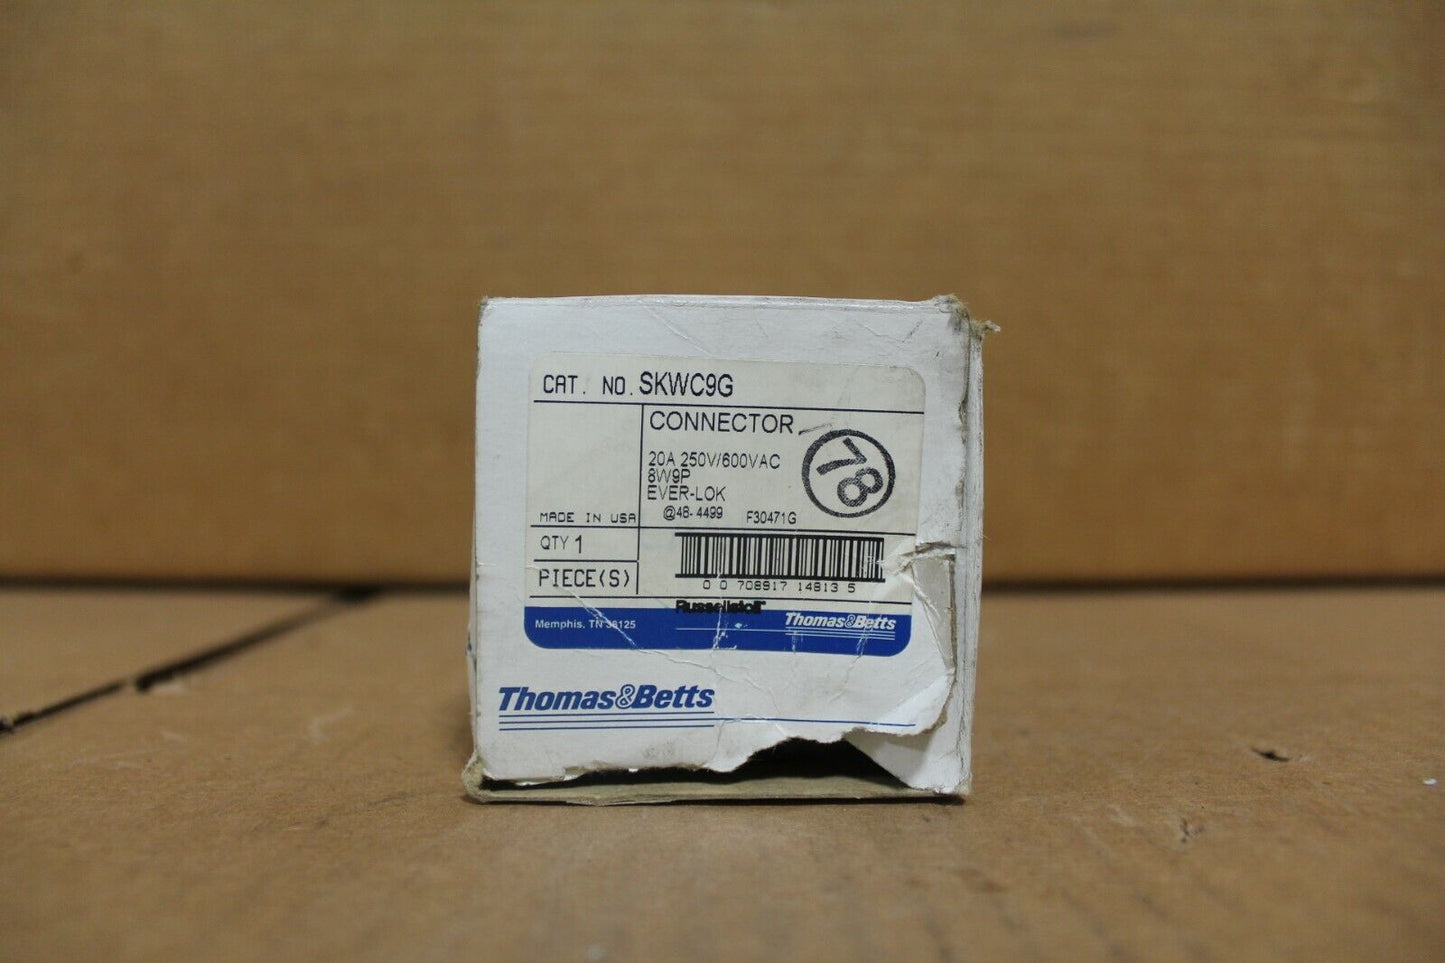 CAT. NO. SKWC9G
CONNECTOR
20A 250V/600VAC
8W9P
EVER-LOK
@48-4499 F30471G
78
MADE IN USA
QTY 1
PIECE(S)
0 0 708917 14813 5
Russellstoll
Memphis, TN 38125
Thomas&Betts
Thomas&Betts